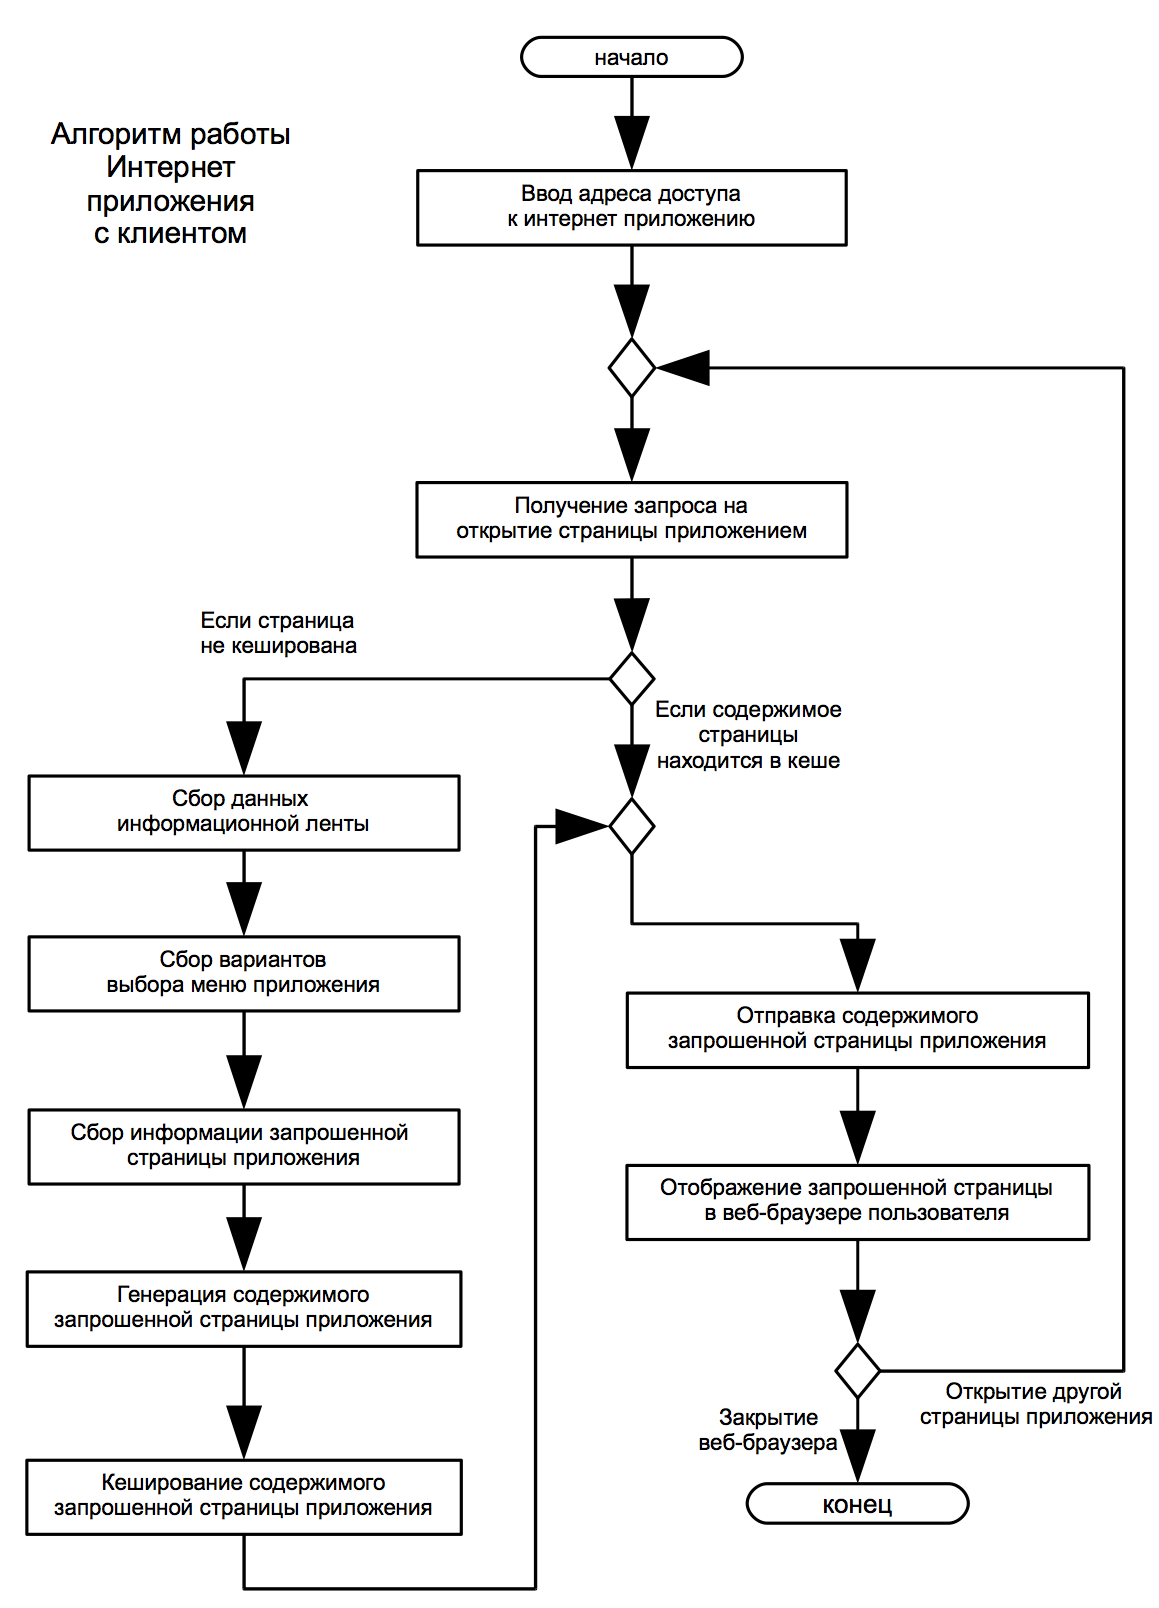 начало
Алгоритм работы
Интернет
приложения
с клиентом
Ввод адреса доступа
к интернет приложению
Получение запроса на
открытие страницы приложением
Если страница
не кеширована
Если содержимое
страницы
находится в кеше
Сбор данных
информационной ленты
Сбор вариантов
выбора меню приложения
Сбор информации запрошенной
страницы приложения
Генерация содержимого
запрошенной страницы приложения
Кеширование содержимого
запрошенной страницы приложения
Отправка содержимого
запрошенной страницы приложения
Отображение запрошенной страницы
в веб-браузере пользователя
Открытие другой
страницы приложения
Закрытие
веб-браузера
конец